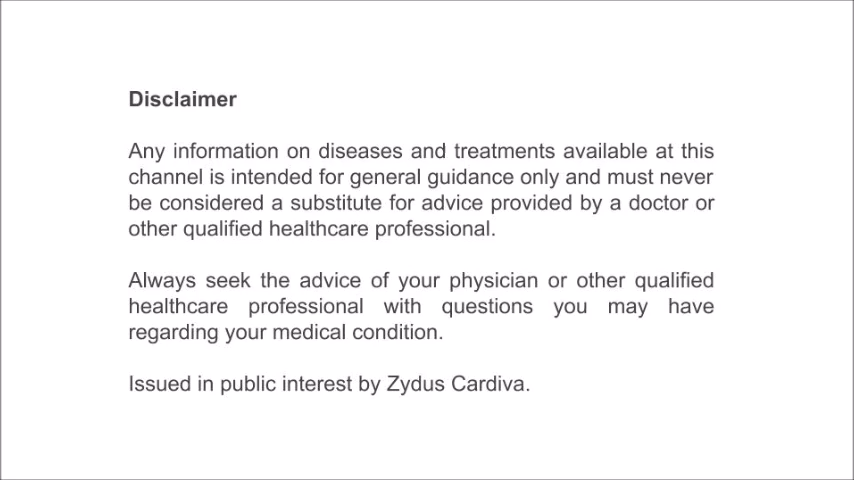 Disclaimer
Any information on diseases and treatments available at this
channel is intended for general guidance only and must never
be considered a substitute for advice provided by a doctor or
other qualified healthcare professional.
Always seek the advice of your physician or other qualified
healthcare professional with questions you may have
regarding your medical condition.
Issued in public interest by Zydus Cardiva.